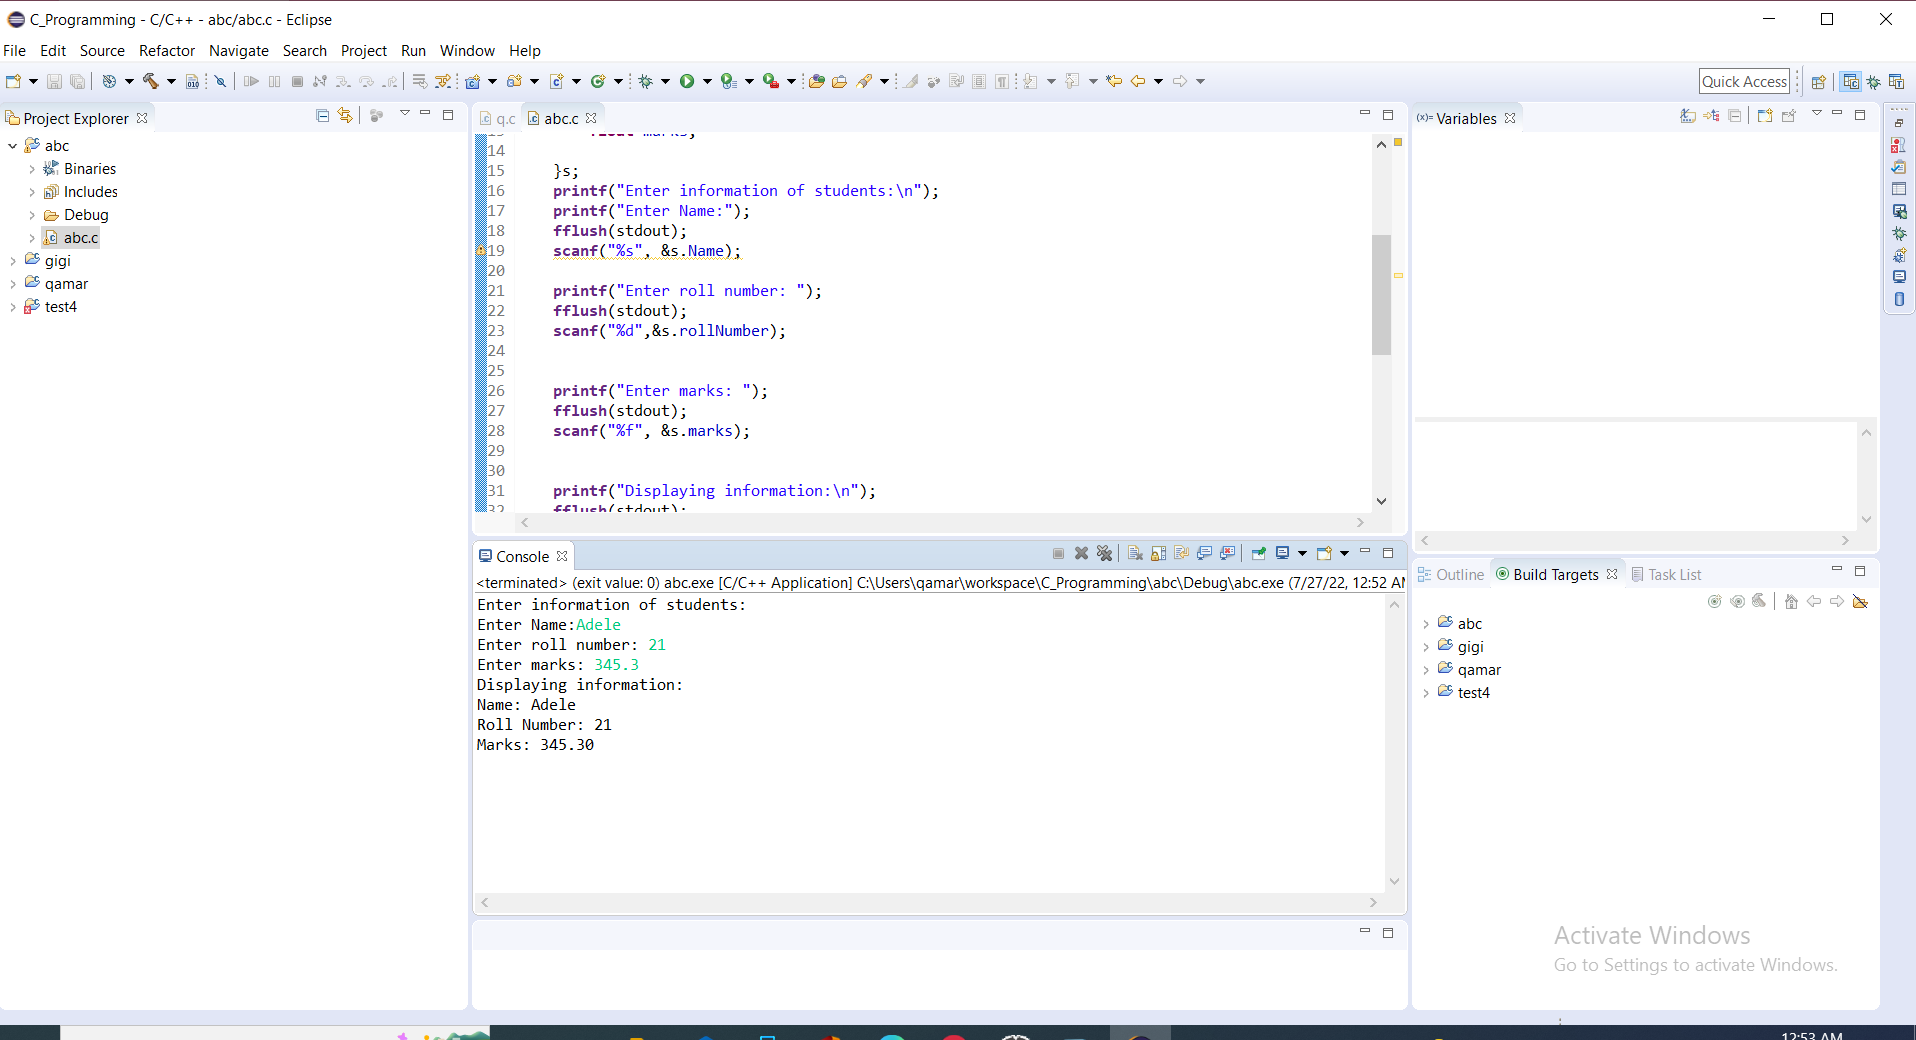 C_Programming - C/C++ - abc/abc.c - Eclipse
File Edit Source Refactor Navigate Search Project Run Window Help
Quick Access
Project Explorer
abc
Binaries
Includes
Debug
abc.c
gigi
qamar
test4
q.c abc.c
14
15 }s;
16 printf("Enter information of students:\n");
17 printf("Enter Name:");
18 fflush(stdout);
19 scanf("%s", &s.Name);
20
21 printf("Enter roll number: ");
22 fflush(stdout);
23 scanf("%d",&s.rollNumber);
24
25
26 printf("Enter marks: ");
27 fflush(stdout);
28 scanf("%f", &s.marks);
29
30
31 printf("Displaying information:\n");
32 fflush(stdout);
Console
<terminated> (exit value: 0) abc.exe [C/C++ Application] C:\Users\qamar\workspace\C_Programming\abc\Debug\abc.exe (7/27/22, 12:52 AM
Enter information of students:
Enter Name:Adele
Enter roll number: 21
Enter marks: 345.3
Displaying information:
Name: Adele
Roll Number: 21
Marks: 345.30
(x)= Variables
Outline Build Targets Task List
abc
gigi
qamar
test4
Activate Windows
Go to Settings to activate Windows.
12:53 AM